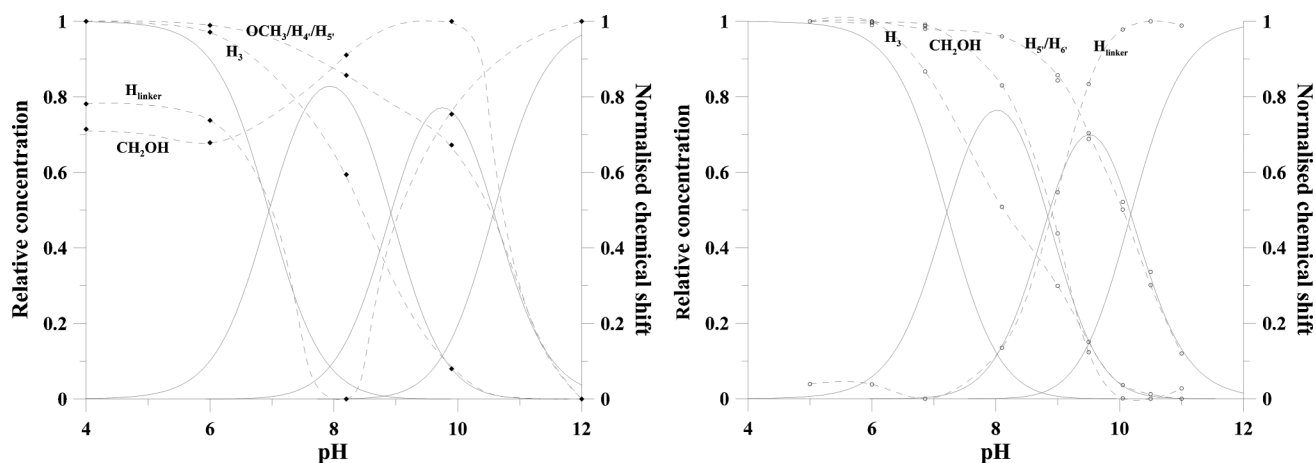 1
0.8
0.6
0.4
0.2
0
Relative concentration
4
6
8
10
12
pH
1
0.8
0.6
0.4
0.2
0
Normalised chemical shift
OCH₃/H₄'/H₅'
H₃
H_linker
CH₂OH
1
0.8
0.6
0.4
0.2
0
Relative concentration
4
6
8
10
12
pH
1
0.8
0.6
0.4
0.2
0
Normalised chemical shift
H₃
CH₂OH
H₅'/H₆'
H_linker